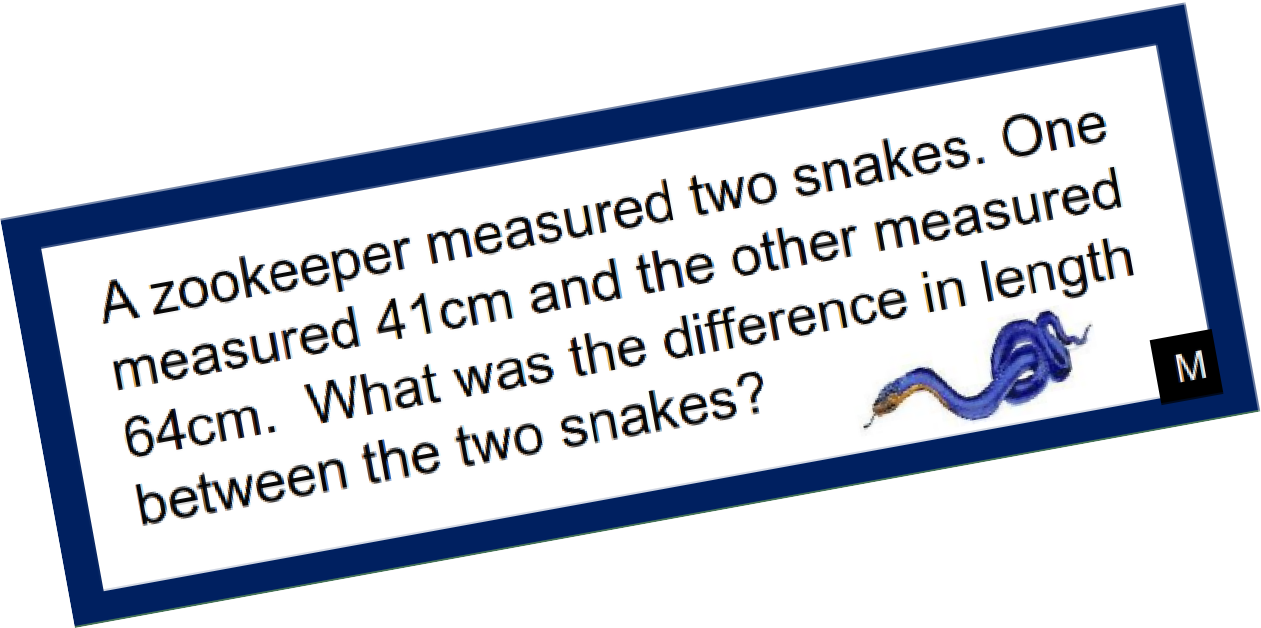 A zookeeper measured two snakes. One
measured 41cm and the other measured
64cm.  What was the difference in length
between the two snakes?
M